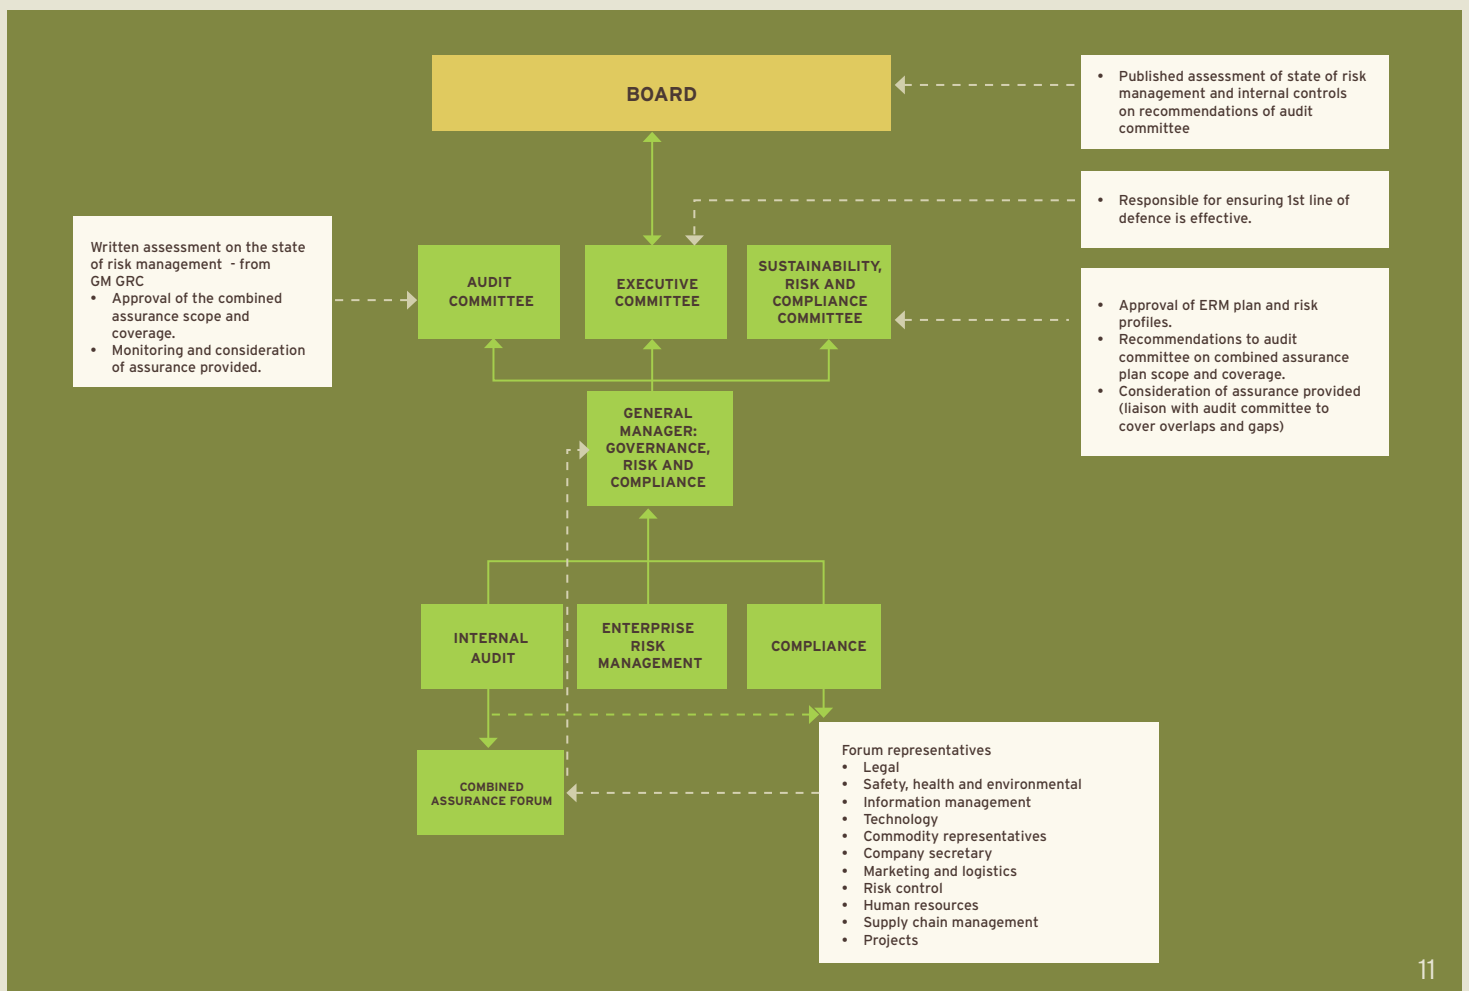 BOARD
• Published assessment of state of risk
management and internal controls
on recommendations of audit
committee
• Responsible for ensuring 1st line of
defence is effective.
Written assessment on the state
of risk management - from
GM GRC
• Approval of the combined
assurance scope and
coverage.
• Monitoring and consideration
of assurance provided.
AUDIT
COMMITTEE
EXECUTIVE
COMMITTEE
SUSTAINABILITY,
RISK AND
COMPLIANCE
COMMITTEE
• Approval of ERM plan and risk
profiles.
• Recommendations to audit
committee on combined assurance
plan scope and coverage.
• Consideration of assurance provided
(liaison with audit committee to
cover overlaps and gaps)
GENERAL
MANAGER:
GOVERNANCE,
RISK AND
COMPLIANCE
INTERNAL
AUDIT
ENTERPRISE
RISK
MANAGEMENT
COMPLIANCE
COMBINED
ASSURANCE FORUM
Forum representatives
• Legal
• Safety, health and environmental
• Information management
• Technology
• Commodity representatives
• Company secretary
• Marketing and logistics
• Risk control
• Human resources
• Supply chain management
• Projects
11